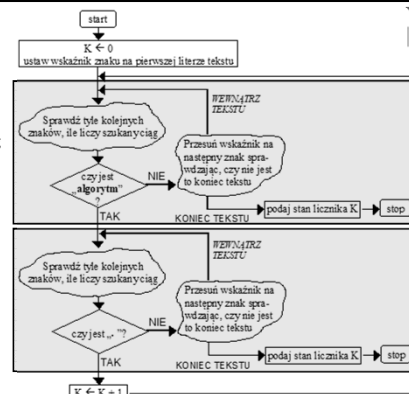 start
K ← 0
ustaw wskaźnik znaku na pierwszej literze tekstu
WEWNĄTRZ
TEKSTU
Sprawdź tyle kolejnych
znaków, ile liczy szukany ciąg
Przesuń wskaźnik na
następny znak spra-
wdzając, czy nie jest
to koniec tekstu
czy jest
„algorytm”
?
NIE
TAK
KONIEC TEKSTU
podaj stan licznika K
stop
WEWNĄTRZ
TEKSTU
Sprawdź tyle kolejnych
znaków, ile liczy szukany ciąg
Przesuń wskaźnik na
następny znak spra-
wdzając, czy nie jest
to koniec tekstu
czy jest „. ”?
NIE
TAK
KONIEC TEKSTU
podaj stan licznika K
stop
K ← K + 1